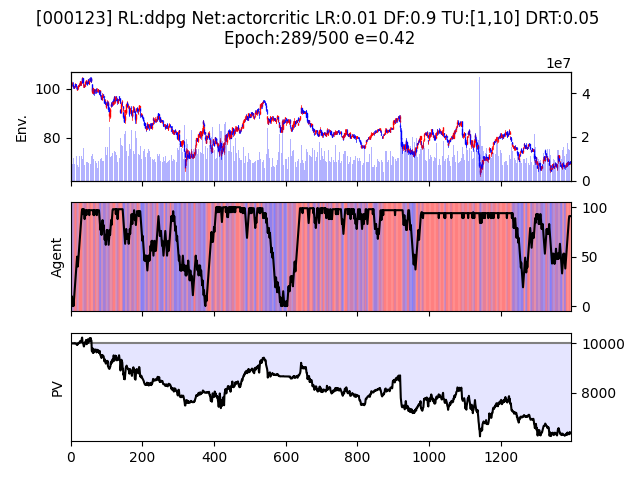 [000123] RL:ddpg Net:actorcritic LR:0.01 DF:0.9 TU:[1,10] DRT:0.05
Epoch:289/500 e=0.42
1e7
Env.
100
80
4
2
0
Agent
100
50
0
PV
10000
8000
0 200 400 600 800 1000 1200